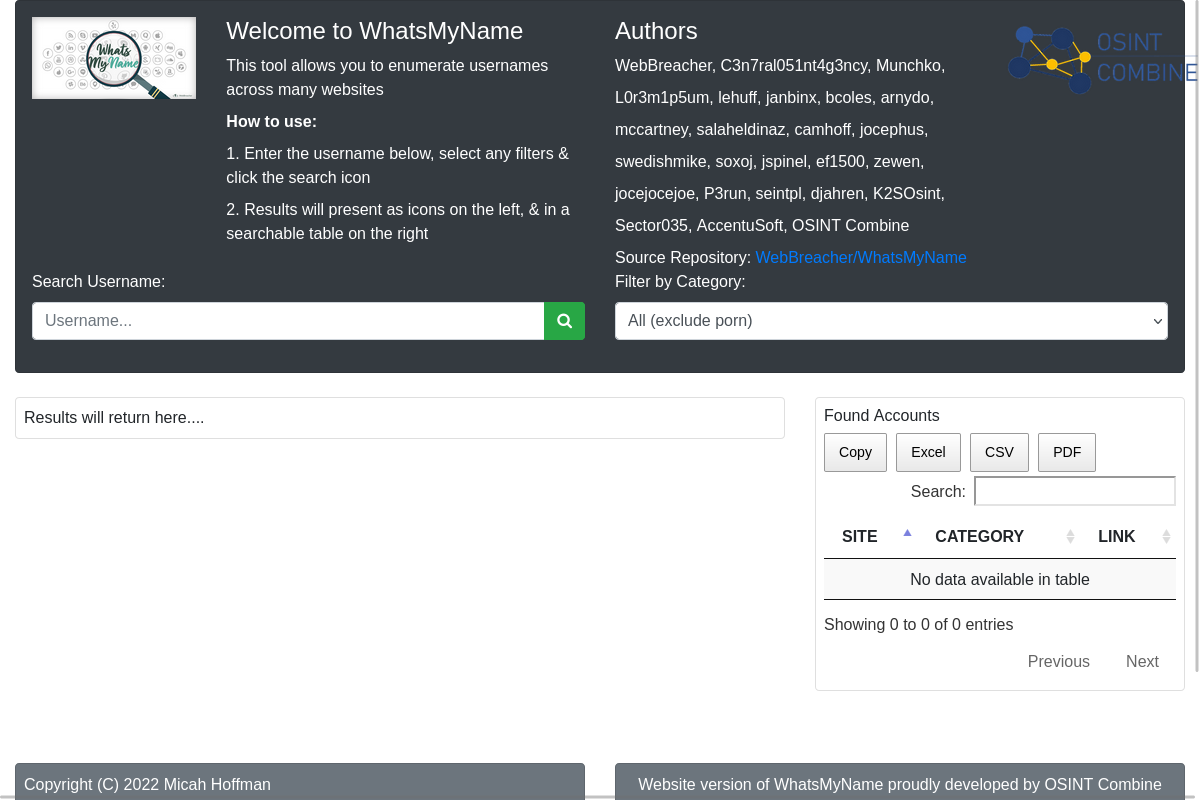 Whats
MyName
Welcome to WhatsMyName
This tool allows you to enumerate usernames
across many websites
How to use:
1. Enter the username below, select any filters &
click the search icon
2. Results will present as icons on the left, & in a
searchable table on the right
Authors
WebBreacher, C3n7ral051nt4g3ncy, Munchko,
L0r3m1p5um, lehuff, janbinx, bcoles, arnydo,
mccartney, salaheldinaz, camhoff, jocephus,
swedishmike, soxoj, jspinel, ef1500, zewen,
jocejocejoe, P3run, seintpl, djahren, K2SOsint,
Sector035, AccentuSoft, OSINT Combine
Source Repository: WebBreacher/WhatsMyName
OSINT
COMBINE
Search Username:
Username...
Filter by Category:
All (exclude porn)
Results will return here....
Found Accounts
Copy Excel CSV PDF
Search:
SITE CATEGORY LINK
No data available in table
Showing 0 to 0 of 0 entries
Previous Next
Copyright (C) 2022 Micah Hoffman
Website version of WhatsMyName proudly developed by OSINT Combine